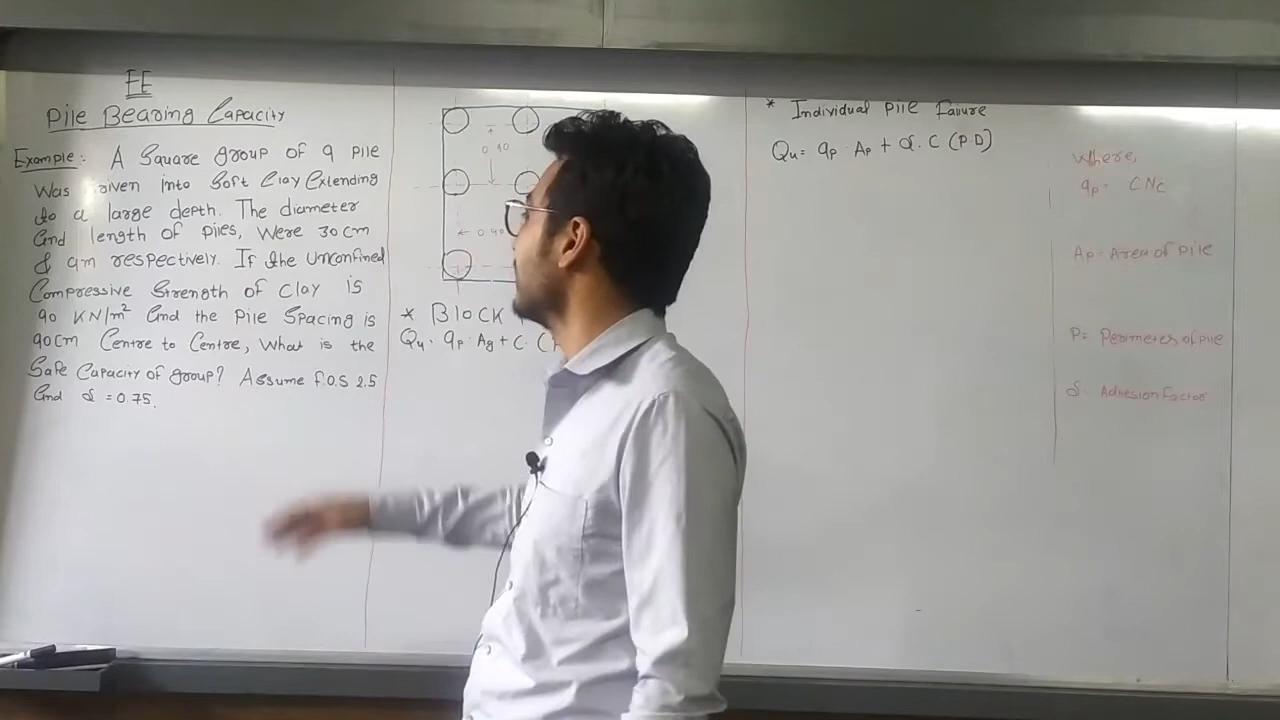 FE
Pile Bearing Capacity
Example: A Square group of 9 pile
Was driven into Soft Clay Extending
to a large depth. The diameter
and length of piles, Were 30 cm
& 9m respectively. If the unconfined
Compressive Strength of clay is
90 KN/m² and the Pile Spacing is
90cm Centre to Centre, What is the
Safe Capacity of group? Assume F.O.S 2.5
and α = 0.75.
0.90
0.90
* Block
Qu = qp. Ag + C. (P
* Individual Pile Failure
Qu = qp. Ap + α. C (P.D)
Where,
qp = CNc
Ap = Area of Pile
P = Perimeter of pile
α = Adhesion Factor